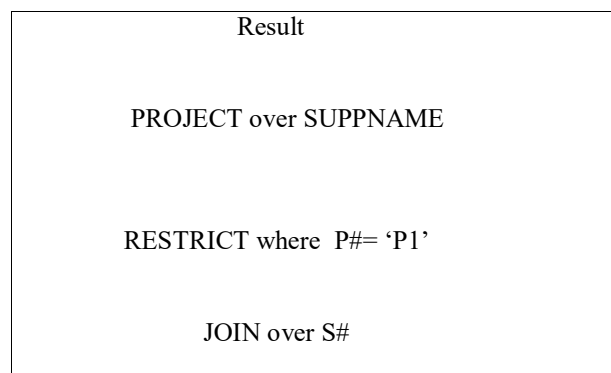 Result
PROJECT over SUPPNAME
RESTRICT where P#= ‘P1’
JOIN over S#